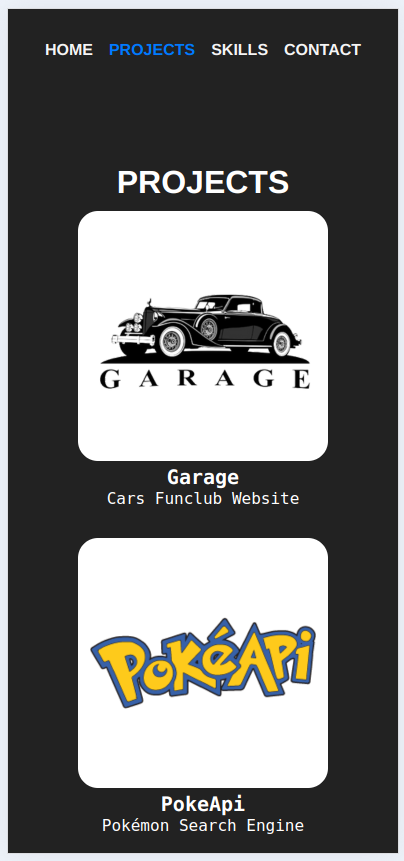 HOME PROJECTS SKILLS CONTACT
PROJECTS
GARAGE
Garage
Cars Funclub Website
PokéApi
PokeApi
Pokémon Search Engine